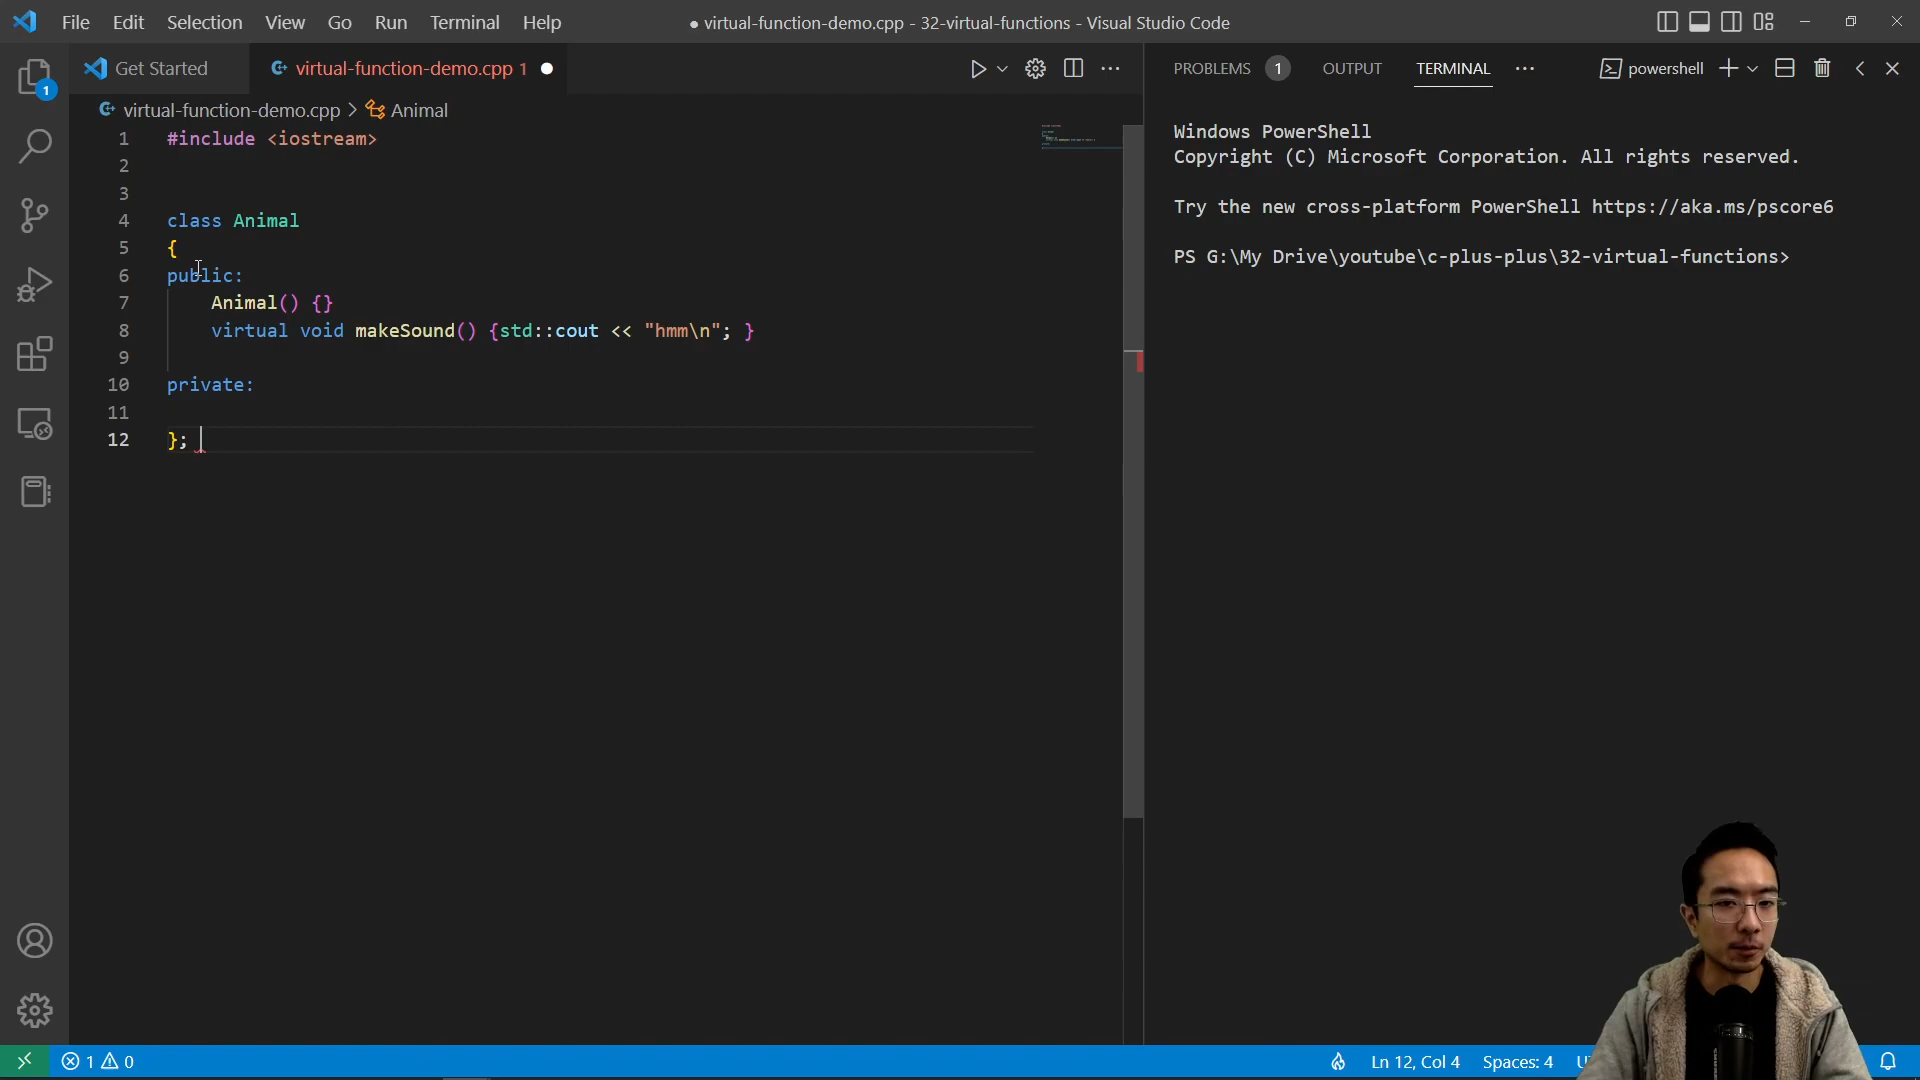 File Edit Selection View Go Run Terminal Help
● virtual-function-demo.cpp - 32-virtual-functions - Visual Studio Code
Get Started
virtual-function-demo.cpp 1
PROBLEMS 1 OUTPUT TERMINAL
powershell
1
virtual-function-demo.cpp > Animal
1 #include <iostream>
2
3
4 class Animal
5 {
6 public:
7 Animal() {}
8 virtual void makeSound() {std::cout << "hmm\n"; }
9
10 private:
11
12 };
Windows PowerShell
Copyright (C) Microsoft Corporation. All rights reserved.
Try the new cross-platform PowerShell https://aka.ms/pscore6
PS G:\My Drive\youtube\c-plus-plus\32-virtual-functions>
1 0
Ln 12, Col 4 Spaces: 4